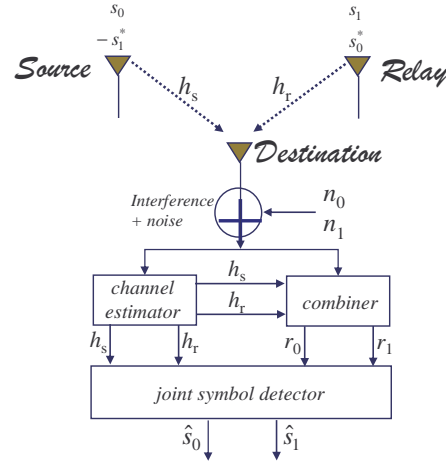 s₀ s₁
− s₁* s₀*
Source Relay
hₛ hᵣ
Destination
Interference
+ noise
n₀
n₁
channel
estimator
hₛ
hᵣ
combiner
hₛ hᵣ r₀ r₁
joint symbol detector
ŝ₀ ŝ₁